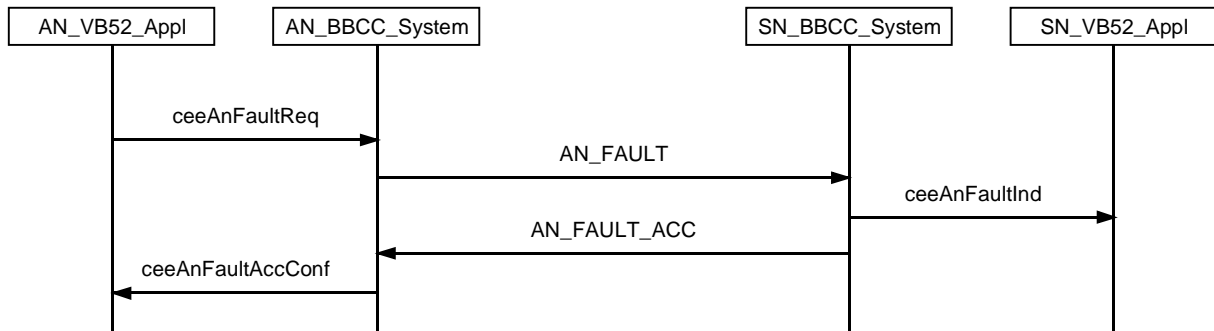 AN_VB52_Appl
AN_BBCC_System
SN_BBCC_System
SN_VB52_Appl
ceeAnFaultReq
AN_FAULT
ceeAnFaultInd
AN_FAULT_ACC
ceeAnFaultAccConf